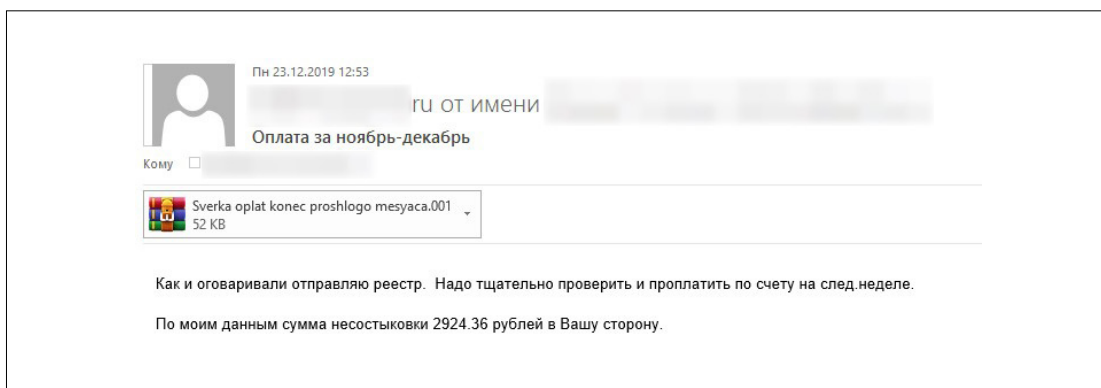 Пн 23.12.2019 12:53
ru от имени
Оплата за ноябрь-декабрь
Кому
Sverka oplat konec proshlogo mesyaca.001
52 KB
Как и оговаривали отправляю реестр. Надо тщательно проверить и проплатить по счету на след.неделе.
По моим данным сумма несостыковки 2924.36 рублей в Вашу сторону.